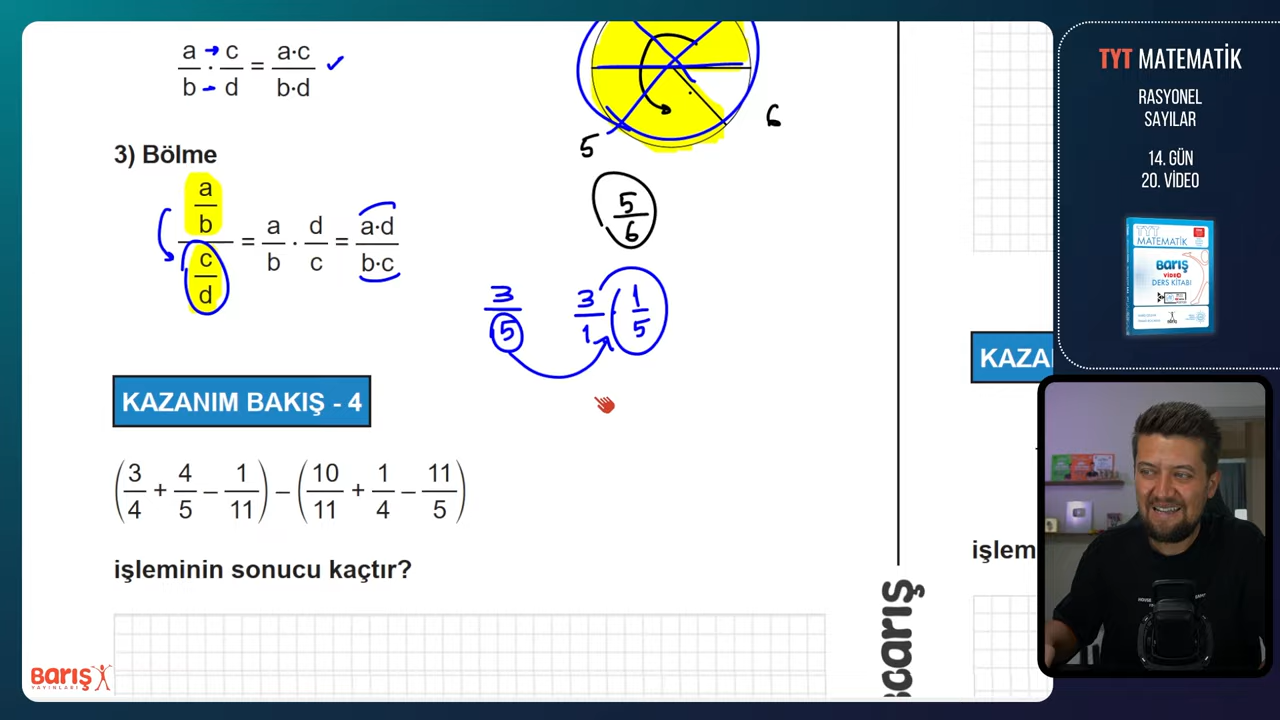 a/b · c/d = a·c/b·d ✓
5
6
3) Bölme
5/6
a/b / c/d = a/b · d/c = a·d/b·c
3/5 3/1 · 1/5
KAZANIM BAKIŞ - 4
(3/4 + 4/5 – 1/11) – (10/11 + 1/4 – 11/5)
işleminin sonucu kaçtır?
BARIŞ
YAYINLARI
KAZA
işlem
TYT MATEMATİK
RASYONEL
SAYILAR
14. GÜN
20. VİDEO
TYT
MATEMATİK
BARIŞ
VİDEO
DERS KİTABI